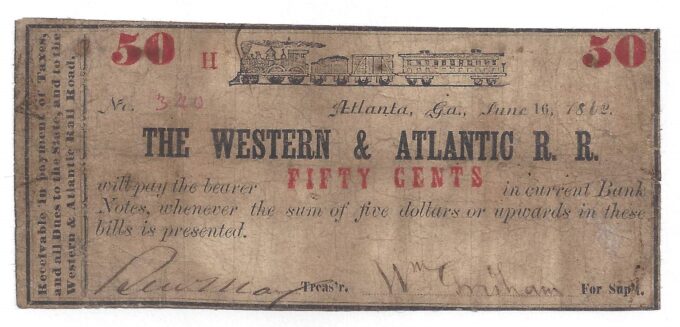 50 H 50
No. 340 Atlanta, Ga., June 16, 1862.
THE WESTERN & ATLANTIC R. R.
will pay the bearer FIFTY CENTS in current Bank
Notes, whenever the sum of five dollars or upwards in these
bills is presented.
Treas'r. Wm For Sup't.
Receivable in payment of Taxes,
and all Dues to the State, and to the
Western & Atlantic Rail Road.